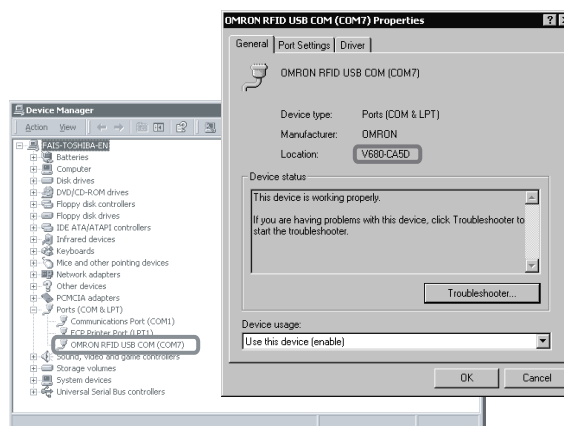 OMRON RFID USB COM (COM7) Properties
General
Port Settings
Driver
OMRON RFID USB COM (COM7)
Device type: Ports (COM & LPT)
Manufacturer: OMRON
Location: V680-CA5D
Device status
This device is working properly.
If you are having problems with this device, click Troubleshooter to
start the troubleshooter.
Troubleshooter...
Device usage:
Use this device (enable)
OK
Cancel
Device Manager
Action View
FAIS-TOSHIBA-EN
Batteries
Computer
Disk drives
DVD/CD-ROM drives
Floppy disk controllers
Floppy disk drives
IDE ATA/ATAPI controllers
Infrared devices
Keyboards
Mice and other pointing devices
Network adapters
Other devices
PCMCIA adapters
Ports (COM & LPT)
Communications Port (COM1)
ECP Printer Port (LPT1)
OMRON RFID USB COM (COM7)
Sound, video and game controllers
Storage volumes
System devices
Universal Serial Bus controllers